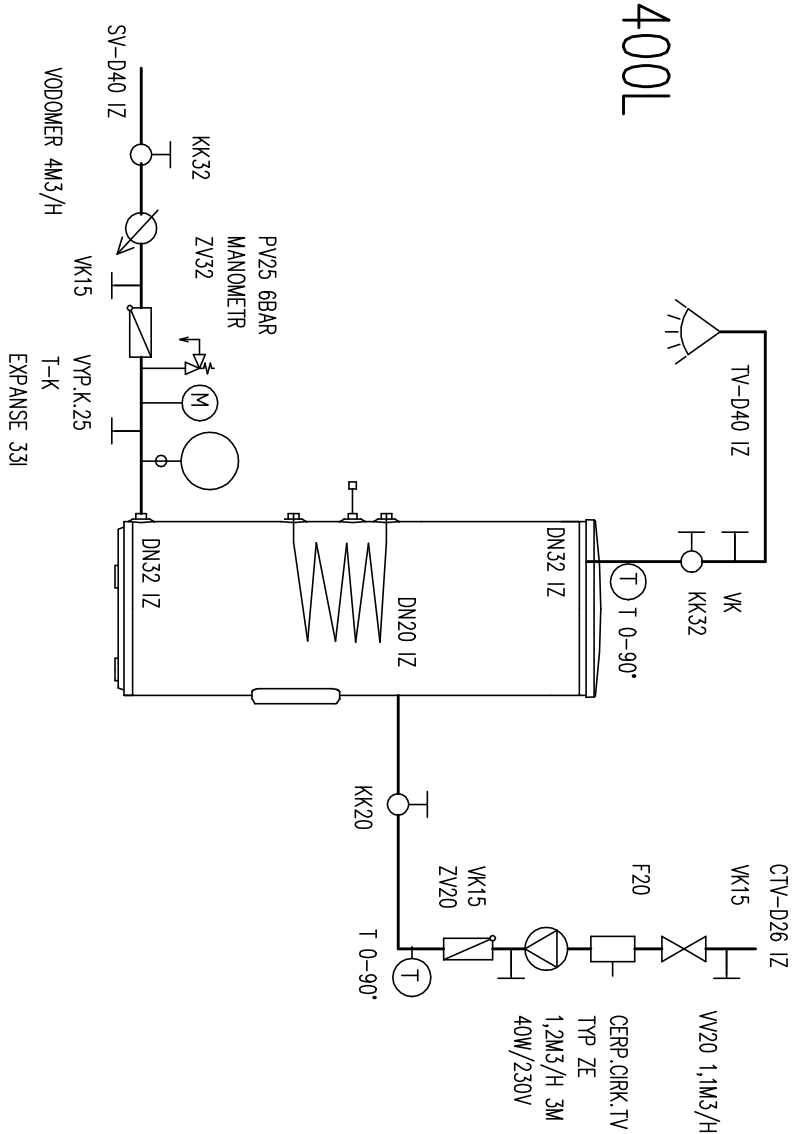 400L
SV-D40 IZ
VODOMER 4M3/H
KK32
VK15
PV25 6BAR
MANOMETR
ZV32
M
VYP.K.25
T-K
EXPANSE 33l
DN32 IZ
DN20 IZ
DN32 IZ
TV-D40 IZ
VK
KK32
T
T 0-90°
KK20
T 0-90°
T
VK15
ZV20
F20
VK15
CTV-D26 IZ
VV20 1,1M3/H
CERP.CIRK.TV
TYP ZE
1,2M3/H 3M
40W/230V